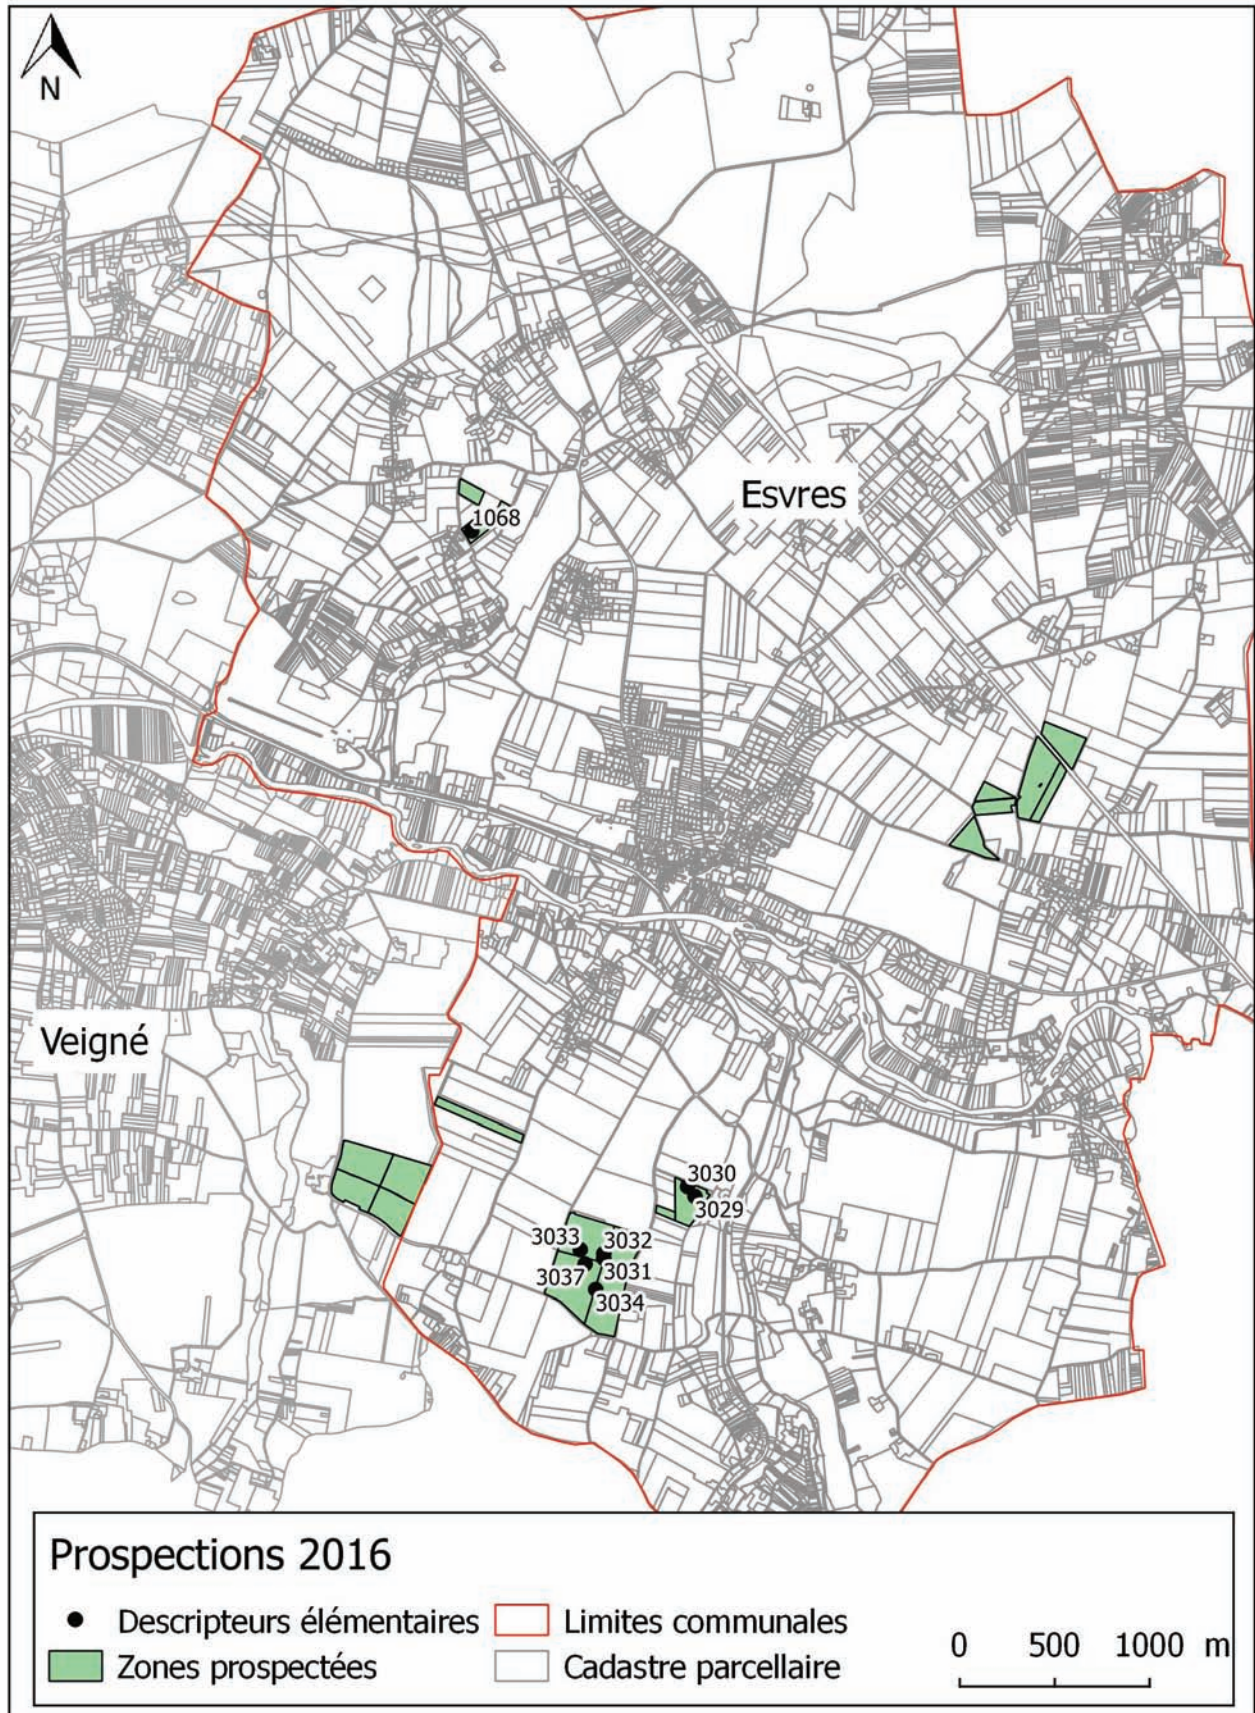 N
Esvres
1068
Veigné
3030
3029
3033
3032
3037
3031
3034
Prospections 2016
Descripteurs élémentaires
Limites communales
Zones prospectées
Cadastre parcellaire
0 500 1000 m